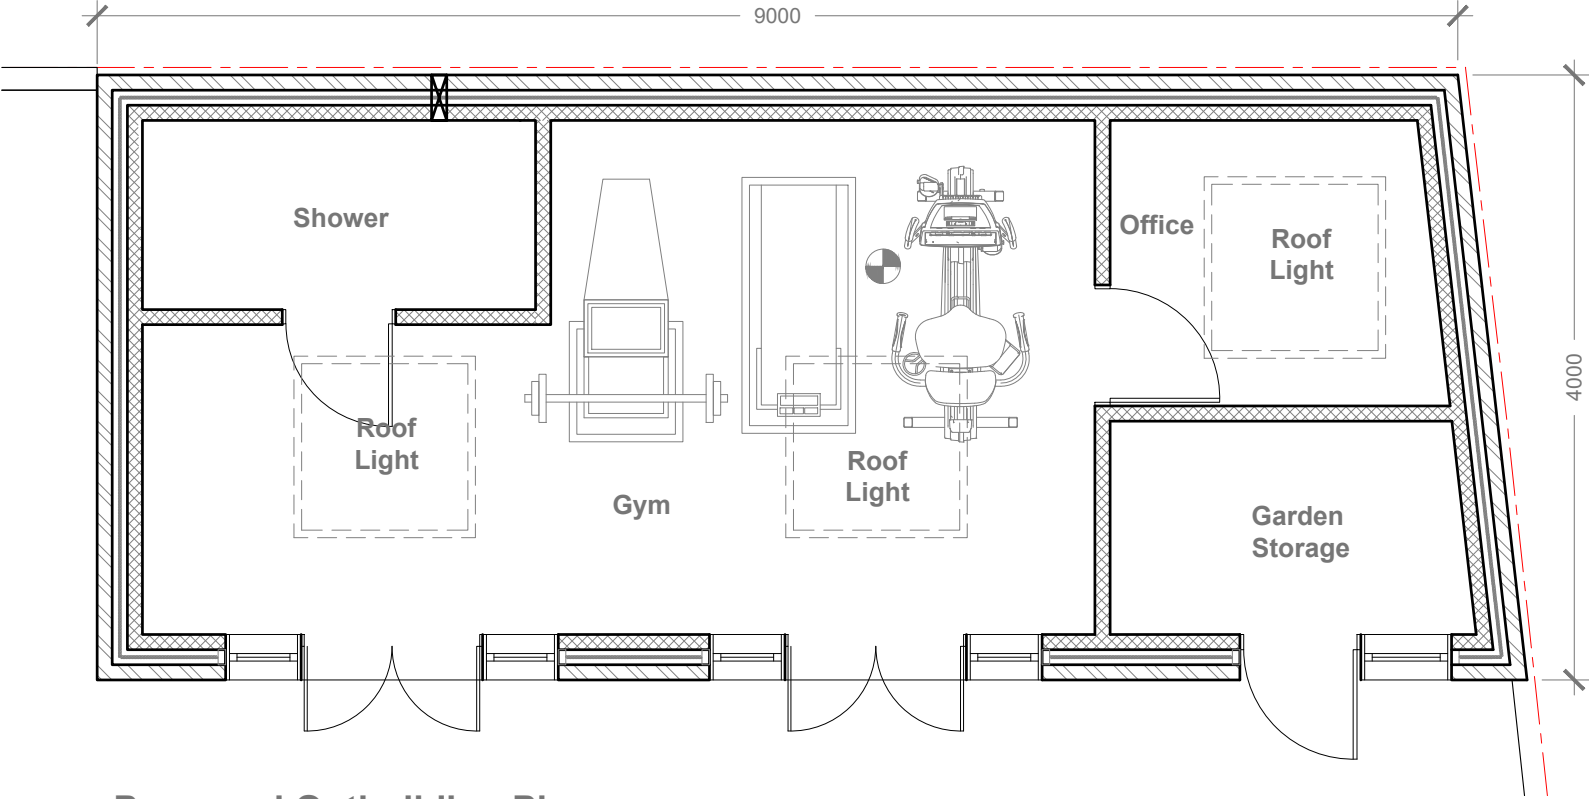 9000
Shower
Office
Roof
Light
4000
Roof
Light
Roof
Light
Gym
Garden
Storage